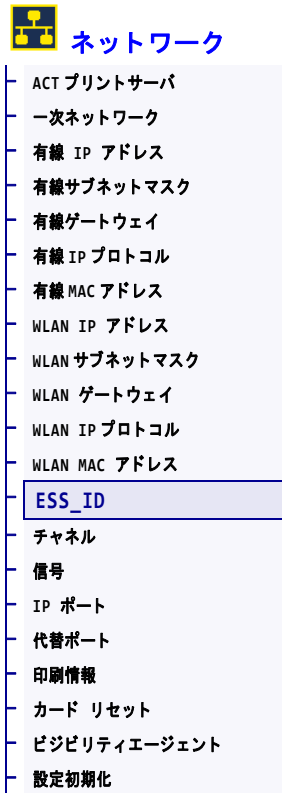 ネットワーク
ACT プリントサーバ
一次ネットワーク
有線 IP アドレス
有線サブネットマスク
有線ゲートウェイ
有線 IP プロトコル
有線 MAC アドレス
WLAN IP アドレス
WLAN サブネットマスク
WLAN ゲートウェイ
WLAN IP プロトコル
WLAN MAC アドレス
ESS_ID
チャネル
信号
IP ポート
代替ポート
印刷情報
カード リセット
ビジビリティエージェント
設定初期化